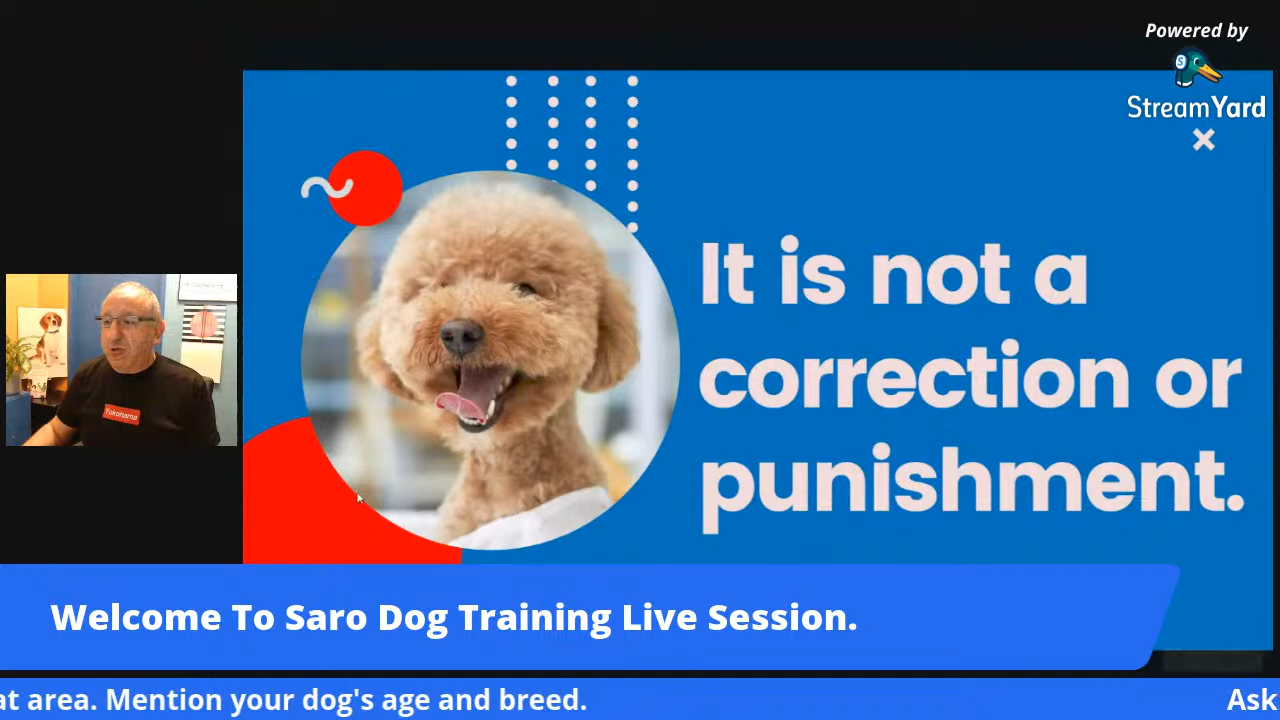 Powered by
StreamYard
It is not a
correction or
punishment.
Yokohama
Welcome To Saro Dog Training Live Session.
at area. Mention your dog's age and breed.
Ask